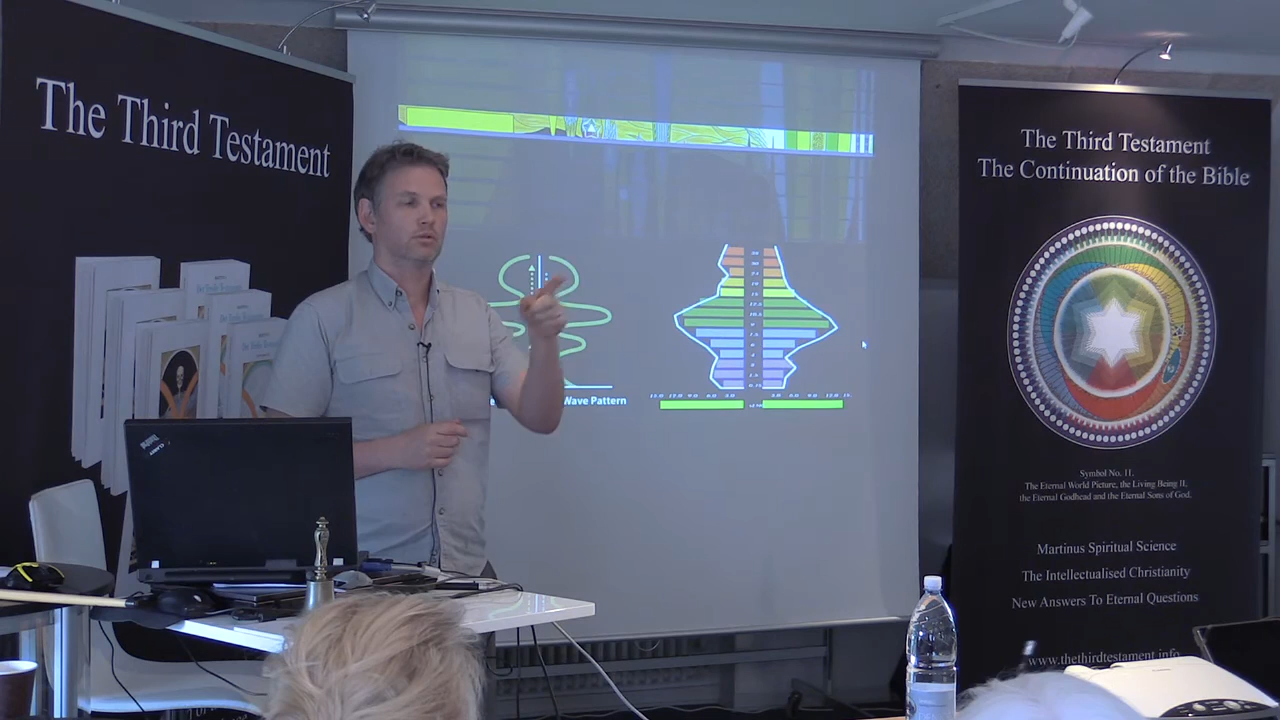 The Third Testament
Wave Pattern
The Third Testament
The Continuation of the Bible
Symbol No. 11.
The Eternal World Picture, the Living Being II,
the Eternal Godhead and the Eternal Sons of God.
Martinus Spiritual Science
The Intellectualised Christianity
New Answers To Eternal Questions
www.thethirdtestament.info